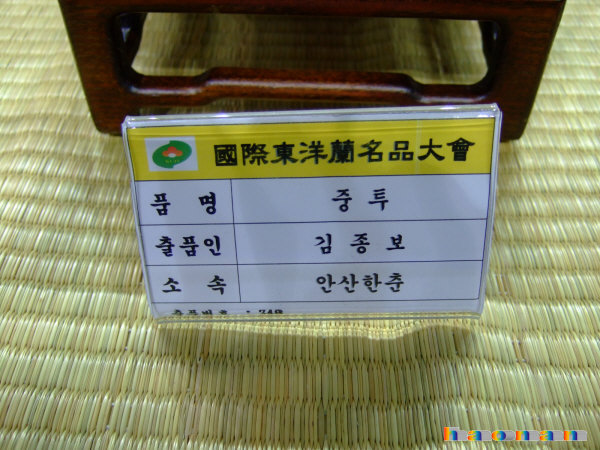 國際東洋蘭名品大會
품 명 중 투
출품인 김 종 보
소 속 안산한춘
haonan